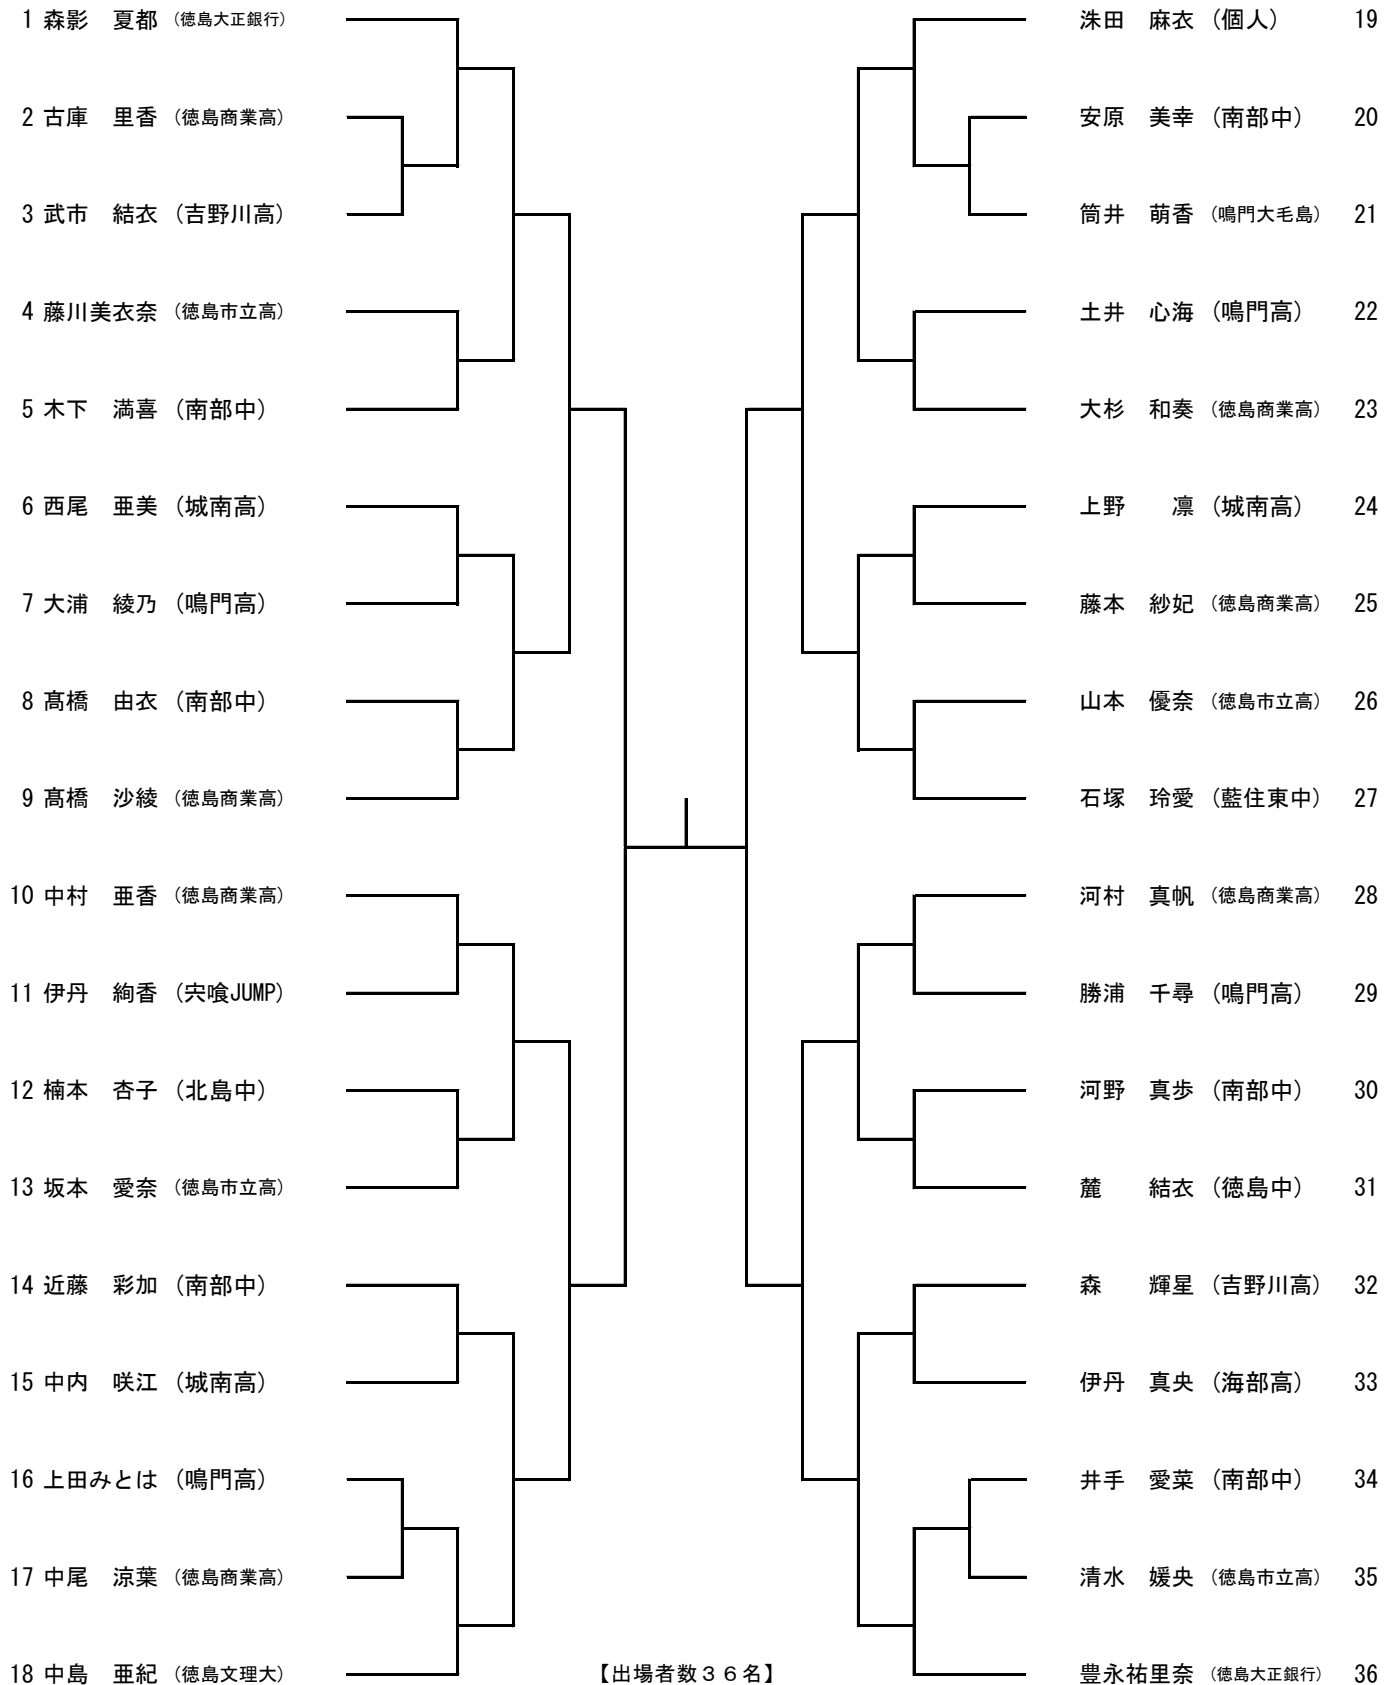 1 森影　夏都 （徳島大正銀行）
2 古庫　里香 （徳島商業高）
3 武市　結衣 （吉野川高）
4 藤川美衣奈 （徳島市立高）
5 木下　満喜 （南部中）
6 西尾　亜美 （城南高）
7 大浦　綾乃 （鳴門高）
8 髙橋　由衣 （南部中）
9 髙橋　沙綾 （徳島商業高）
10 中村　亜香 （徳島商業高）
11 伊丹　絢香 （宍喰JUMP）
12 楠本　杏子 （北島中）
13 坂本　愛奈 （徳島市立高）
14 近藤　彩加 （南部中）
15 中内　咲江 （城南高）
16 上田みとは （鳴門高）
17 中尾　涼葉 （徳島商業高）
18 中島　亜紀 （徳島文理大）
洙田　麻衣 （個人） 19
安原　美幸 （南部中） 20
筒井　萌香 （鳴門大毛島） 21
土井　心海 （鳴門高） 22
大杉　和奏 （徳島商業高） 23
上野　　凛 （城南高） 24
藤本　紗妃 （徳島商業高） 25
山本　優奈 （徳島市立高） 26
石塚　玲愛 （藍住東中） 27
河村　真帆 （徳島商業高） 28
勝浦　千尋 （鳴門高） 29
河野　真歩 （南部中） 30
麓　　結衣 （徳島中） 31
森　　輝星 （吉野川高） 32
伊丹　真央 （海部高） 33
井手　愛菜 （南部中） 34
清水　媛央 （徳島市立高） 35
豊永祐里奈 （徳島大正銀行） 36
【出場者数３６名】